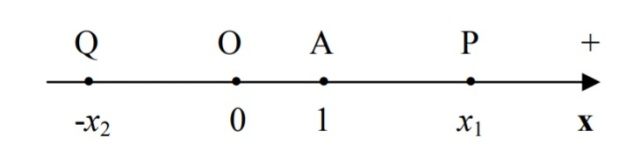 Q O A P +
-x₂ 0 1 x₁ x